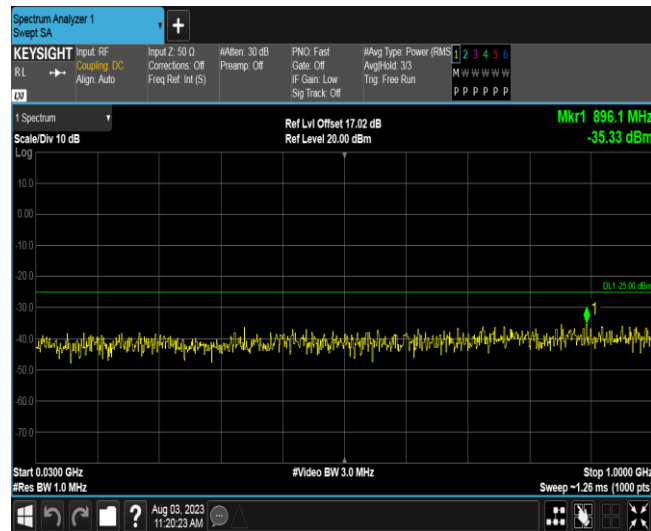 Spectrum Analyzer 1
Swept SA
KEYSIGHT
RL
LXI
Input: RF
Coupling: DC
Align: Auto
Input Z: 50 Ω
Corrections: Off
Freq Ref: Int (S)
#Atten: 30 dB
Preamp: Off
PNO: Fast
Gate: Off
IF Gain: Low
Sig Track: Off
#Avg Type: Power (RMS
Avg|Hold: 3/3
Trig: Free Run
1 2 3 4 5 6
M W W W W W
P P P P P P
1 Spectrum
Scale/Div 10 dB
Log
Ref Lvl Offset 17.02 dB
Ref Level 20.00 dBm
Mkr1 896.1 MHz
-35.33 dBm
10.0
0.00
-10.0
-20.0
DL1 -25.00 dBm
-30.0
1
-40.0
-50.0
-60.0
-70.0
Start 0.0300 GHz
#Res BW 1.0 MHz
#Video BW 3.0 MHz
Stop 1.0000 GHz
Sweep ~1.26 ms (1000 pts
?
Aug 03, 2023
11:20:23 AM